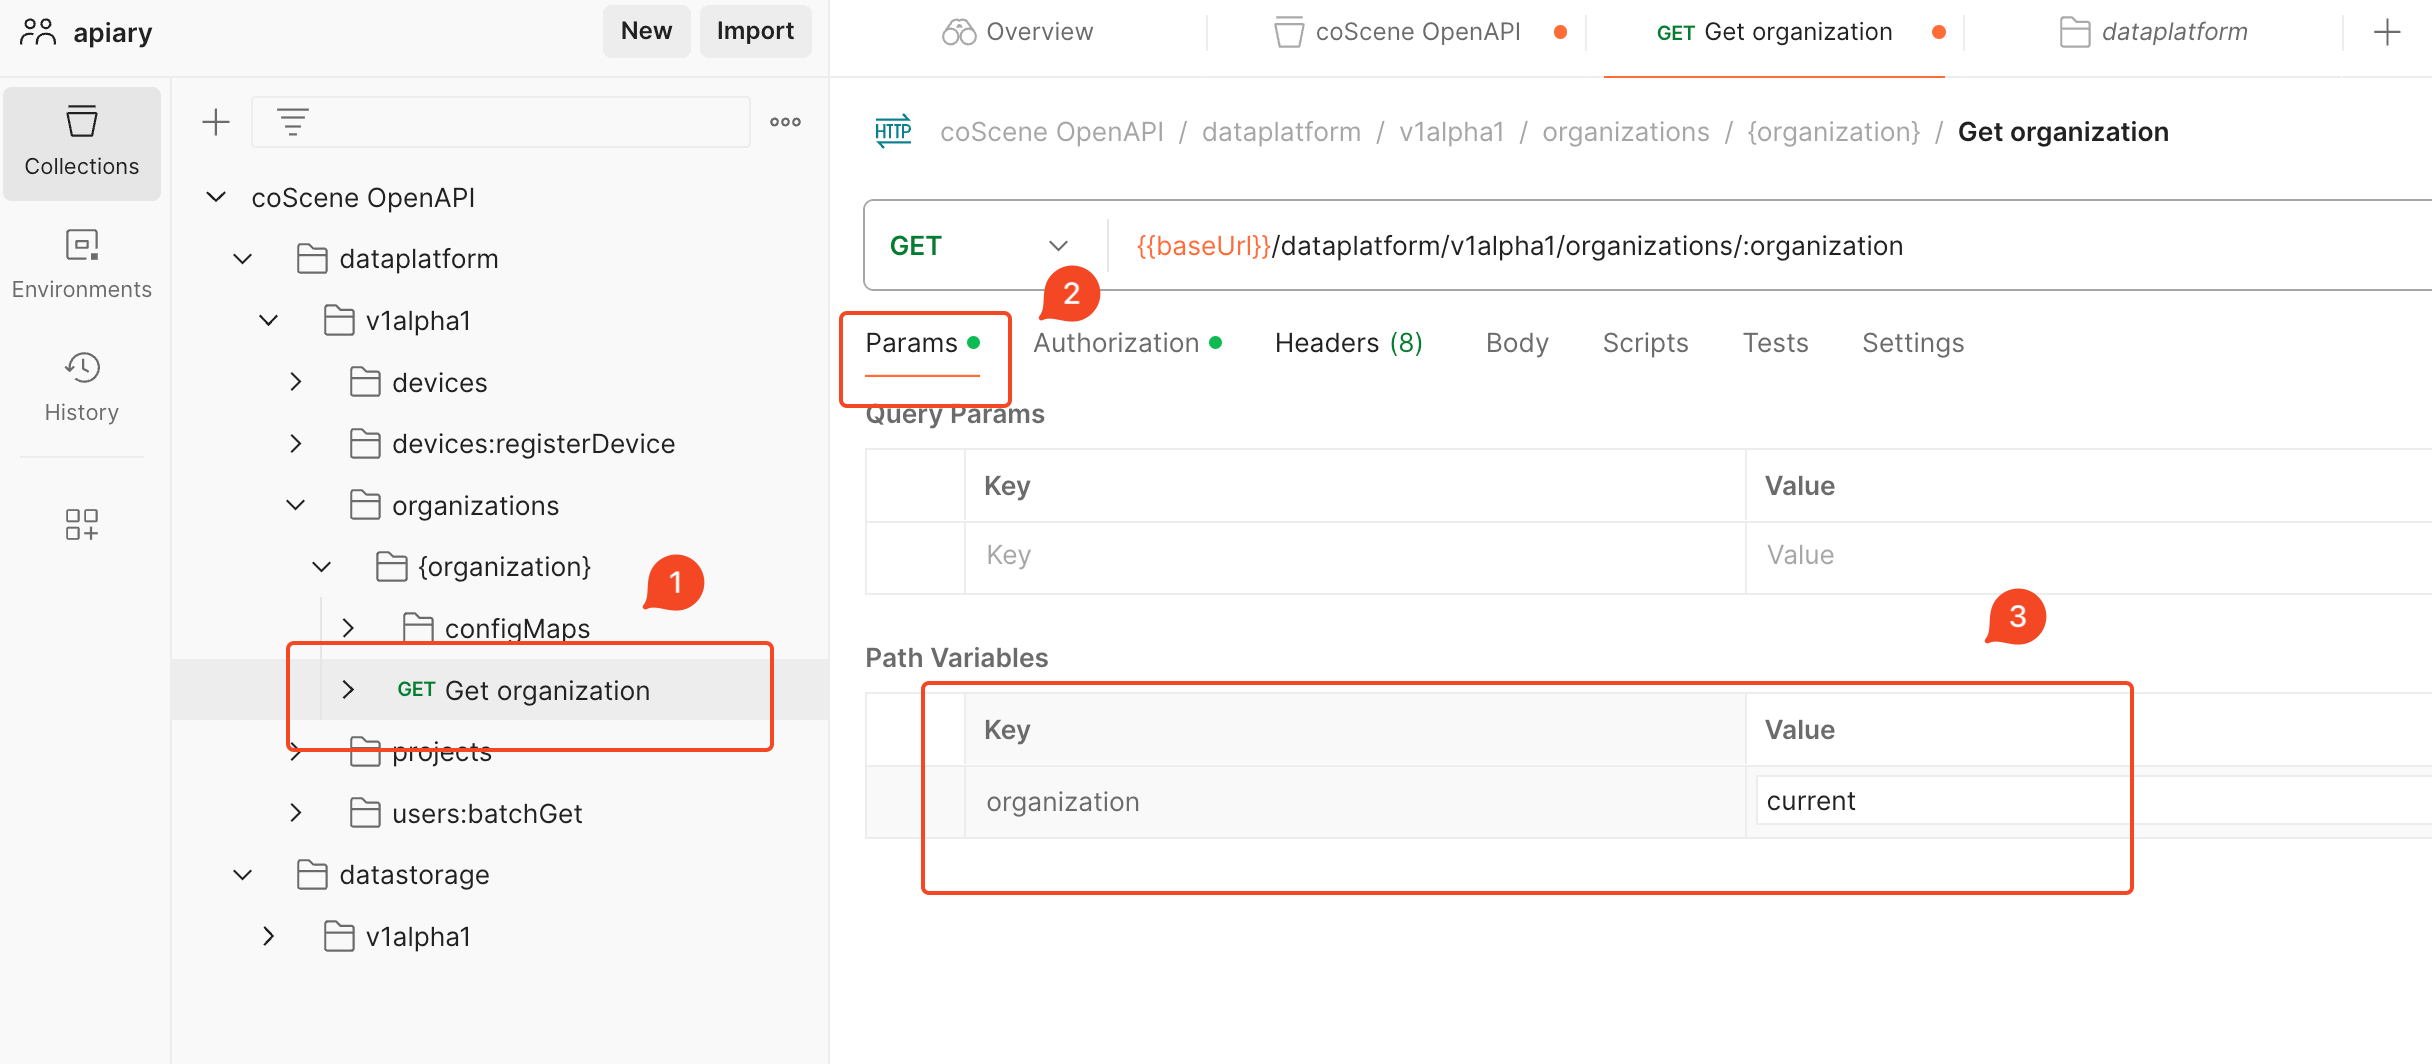 apiary
New
Import
Overview
coScene OpenAPI
GET Get organization
dataplatform
Collections
Environments
History
coScene OpenAPI
dataplatform
v1alpha1
devices
devices:registerDevice
organizations
{organization}
1
configMaps
GET Get organization
projects
users:batchGet
datastorage
v1alpha1
HTTP
coScene OpenAPI / dataplatform / v1alpha1 / organizations / {organization} / Get organization
GET
{{baseUrl}}/dataplatform/v1alpha1/organizations/:organization
2
Params
Authorization
Headers (8)
Body
Scripts
Tests
Settings
Query Params
Key Value
Key Value
3
Path Variables
Key Value
organization current